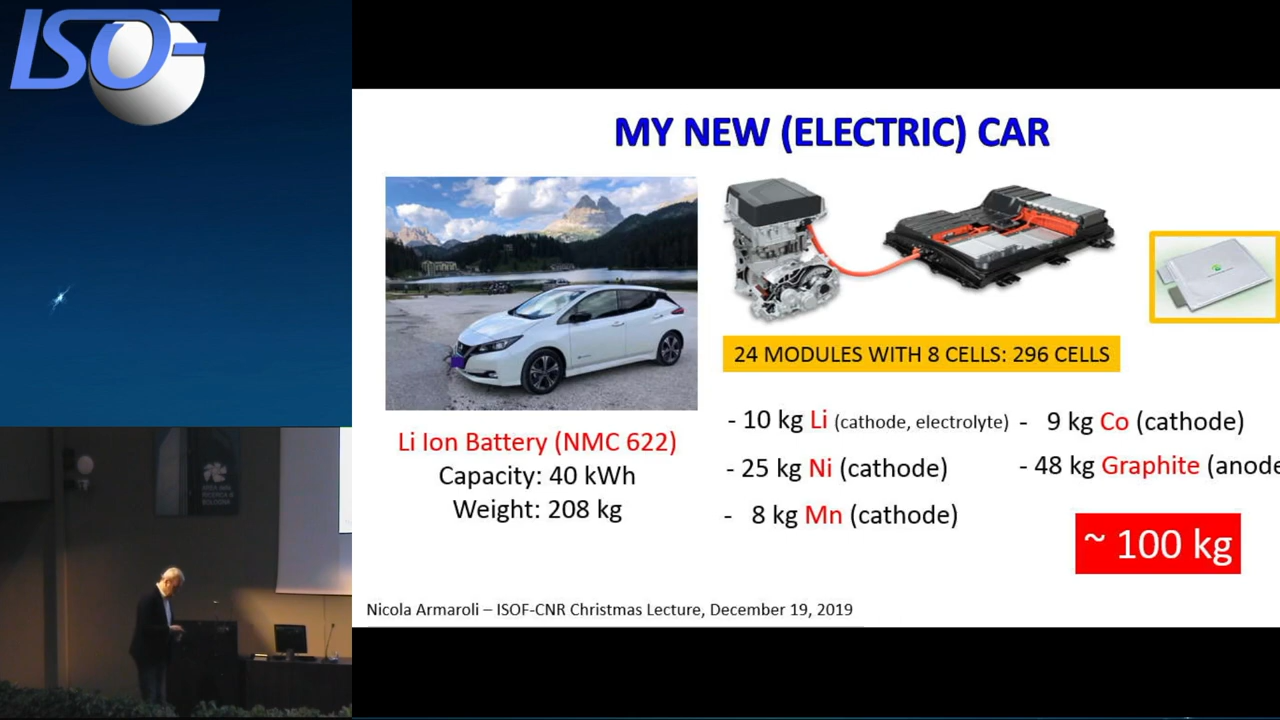 ISOF
MY NEW (ELECTRIC) CAR
24 MODULES WITH 8 CELLS: 296 CELLS
Li Ion Battery (NMC 622)
Capacity: 40 kWh
Weight: 208 kg
- 10 kg Li (cathode, electrolyte)
- 25 kg Ni (cathode)
- 8 kg Mn (cathode)
- 9 kg Co (cathode)
- 48 kg Graphite (anode
~ 100 kg
Nicola Armaroli – ISOF-CNR Christmas Lecture, December 19, 2019